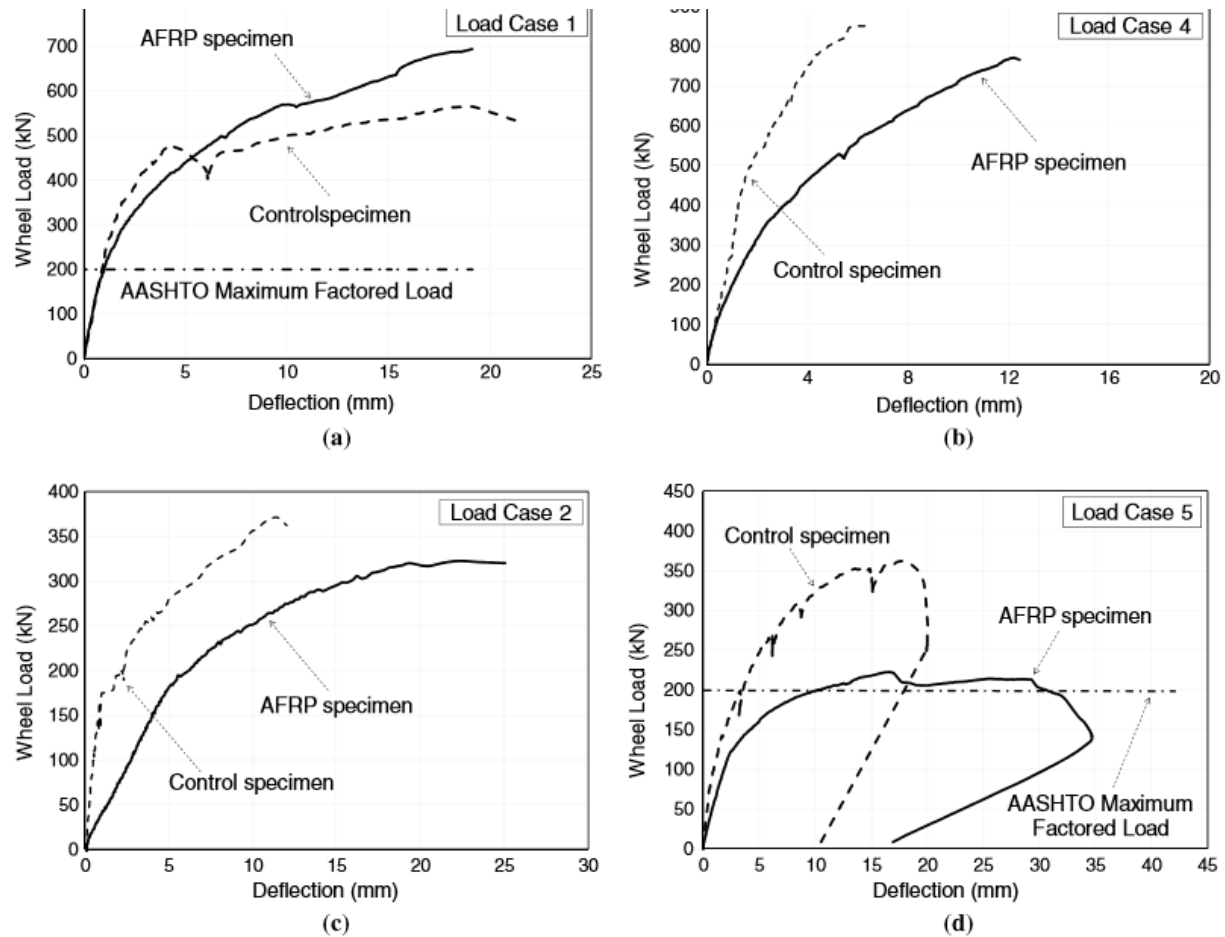 Load Case 1
AFRP specimen
700
600
500
400
300
200
100
0
Wheel Load (kN)
Controlspecimen
AASHTO Maximum Factored Load
0 5 10 15 20 25
Deflection (mm)
(a)
Load Case 4
800
700
600
500
400
300
200
100
0
Wheel Load (kN)
AFRP specimen
Control specimen
0 4 8 12 16 20
Deflection (mm)
(b)
Load Case 2
400
350
300
250
200
150
100
50
0
Wheel Load (kN)
AFRP specimen
Control specimen
0 5 10 15 20 25 30
Deflection (mm)
(c)
Load Case 5
450
400
350
300
250
200
150
100
50
0
Wheel Load (kN)
Control specimen
AFRP specimen
AASHTO Maximum
Factored Load
0 5 10 15 20 25 30 35 40 45
Deflection (mm)
(d)